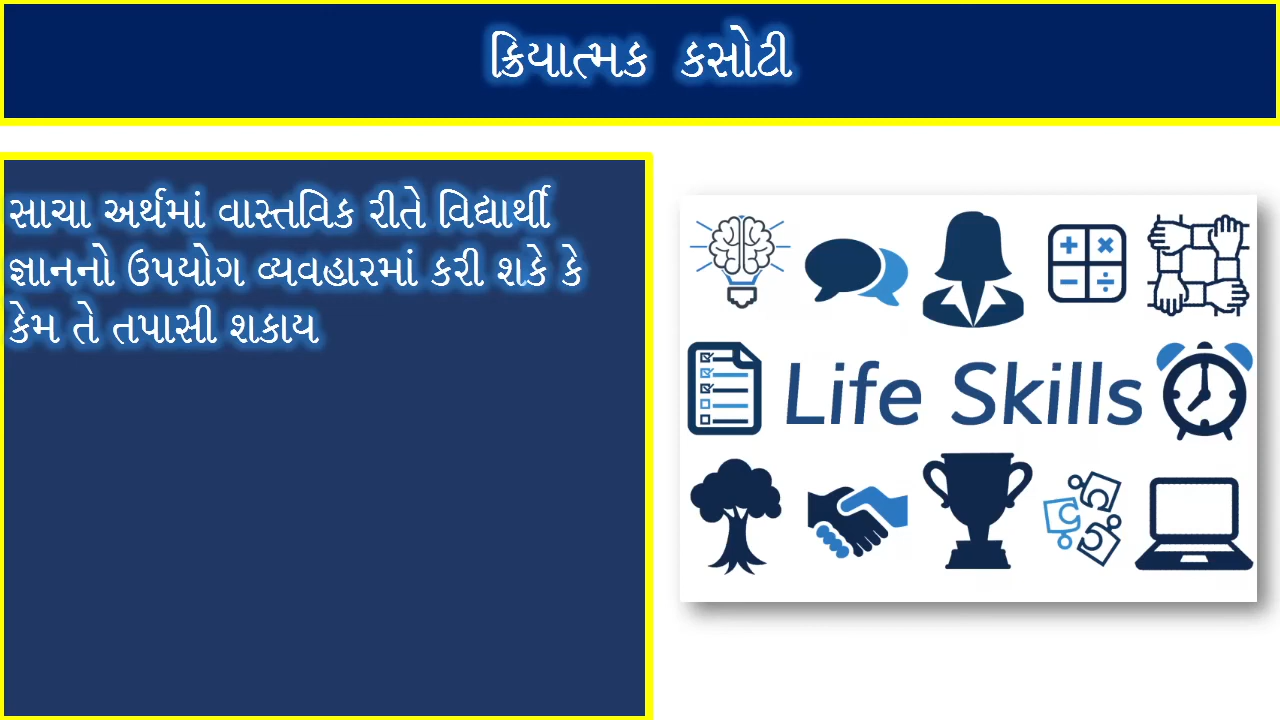 ક્રિયાત્મક કસોટી
સાચા અર્થમાં વાસ્તવિક રીતે વિદ્યાર્થી
જ્ઞાનનો ઉપયોગ વ્યવહારમાં કરી શકે કે
કેમ તે તપાસી શકાય
Life Skills